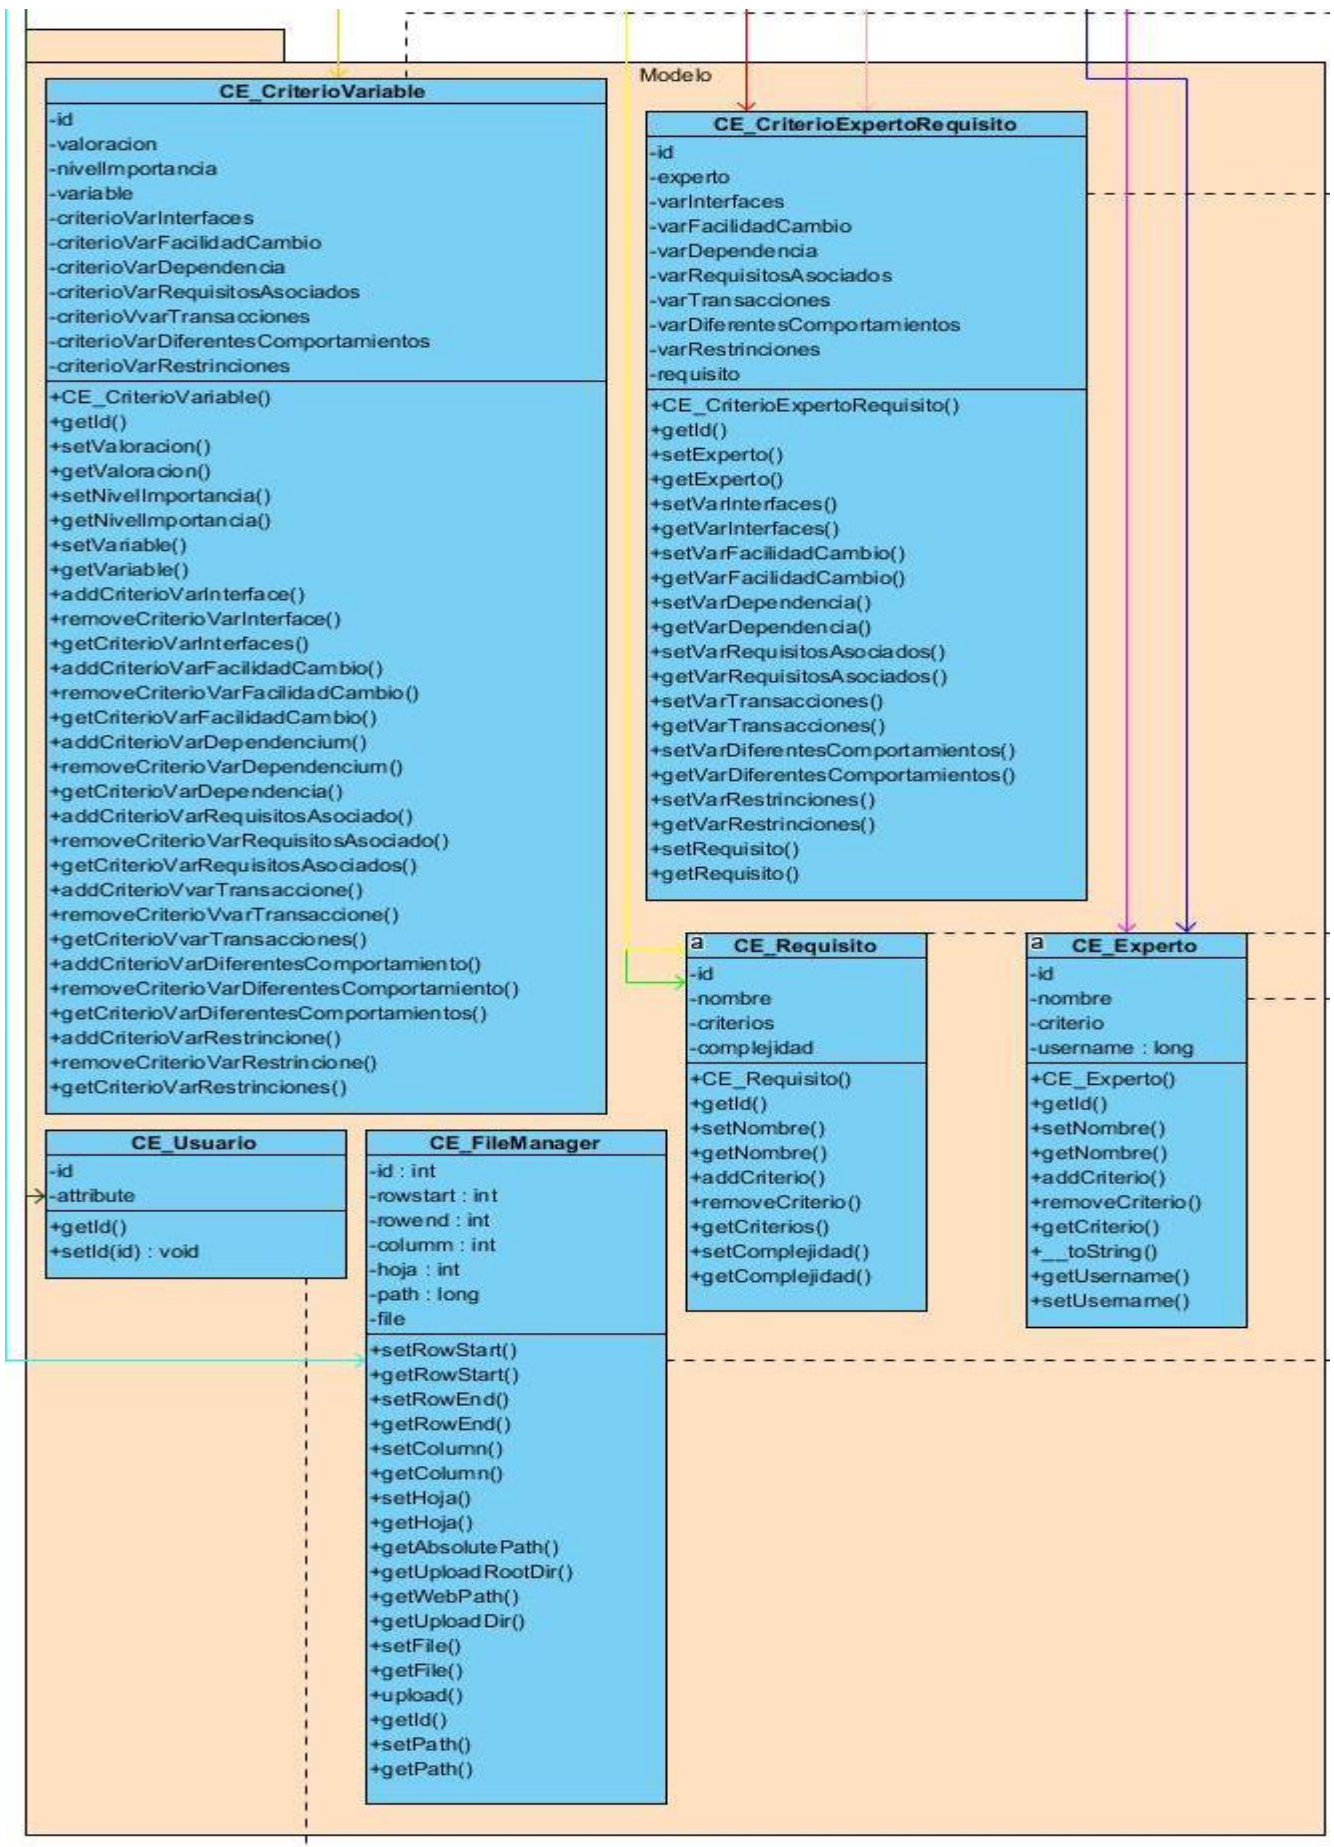 Modelo
CE_CriterioVariable
-id
-valoracion
-nivelImportancia
-variable
-criterioVarInterfaces
-criterioVarFacilidadCambio
-criterioVarDependencia
-criterioVarRequisitosAsociados
-criterioVvarTransacciones
-criterioVarDiferentesComportamientos
-criterioVarRestrinciones
+CE_CriterioVariable()
+getId()
+setValoracion()
+getValoracion()
+setNivelImportancia()
+getNivelImportancia()
+setVariable()
+getVariable()
+addCriterioVarInterface()
+removeCriterioVarInterface()
+getCriterioVarInterfaces()
+addCriterioVarFacilidadCambio()
+removeCriterioVarFacilidadCambio()
+getCriterioVarFacilidadCambio()
+addCriterioVarDependencium()
+removeCriterioVarDependencium()
+getCriterioVarDependencia()
+addCriterioVarRequisitosAsociado()
+removeCriterioVarRequisitosAsociado()
+getCriterioVarRequisitosAsociados()
+addCriterioVvarTransaccione()
+removeCriterioVvarTransaccione()
+getCriterioVvarTransacciones()
+addCriterioVarDiferentesComportamiento()
+removeCriterioVarDiferentesComportamiento()
+getCriterioVarDiferentesComportamientos()
+addCriterioVarRestrincione()
+removeCriterioVarRestrincione()
+getCriterioVarRestrinciones()
CE_CriterioExpertoRequisito
-id
-experto
-varInterfaces
-varFacilidadCambio
-varDependencia
-varRequisitosAsociados
-varTransacciones
-varDiferentesComportamientos
-varRestrinciones
-requisito
+CE_CriterioExpertoRequisito()
+getId()
+setExperto()
+getExperto()
+setVarInterfaces()
+getVarInterfaces()
+setVarFacilidadCambio()
+getVarFacilidadCambio()
+setVarDependencia()
+getVarDependencia()
+setVarRequisitosAsociados()
+getVarRequisitosAsociados()
+setVarTransacciones()
+getVarTransacciones()
+setVarDiferentesComportamientos()
+getVarDiferentesComportamientos()
+setVarRestrinciones()
+getVarRestrinciones()
+setRequisito()
+getRequisito()
a CE_Requisito
-id
-nombre
-criterios
-complejidad
+CE_Requisito()
+getId()
+setNombre()
+getNombre()
+addCriterio()
+removeCriterio()
+getCriterios()
+setComplejidad()
+getComplejidad()
a CE_Experto
-id
-nombre
-criterio
-username : long
+CE_Experto()
+getId()
+setNombre()
+getNombre()
+addCriterio()
+removeCriterio()
+getCriterio()
+__toString()
+getUsername()
+setUsername()
CE_Usuario
-id
-attribute
+getId()
+setId(id) : void
CE_FileManager
-id : int
-rowstart : int
-rowend : int
-columm : int
-hoja : int
-path : long
-file
+setRowStart()
+getRowStart()
+setRowEnd()
+getRowEnd()
+setColumn()
+getColumn()
+setHoja()
+getHoja()
+getAbsolutePath()
+getUploadRootDir()
+getWebPath()
+getUploadDir()
+setFile()
+getFile()
+upload()
+getId()
+setPath()
+getPath()